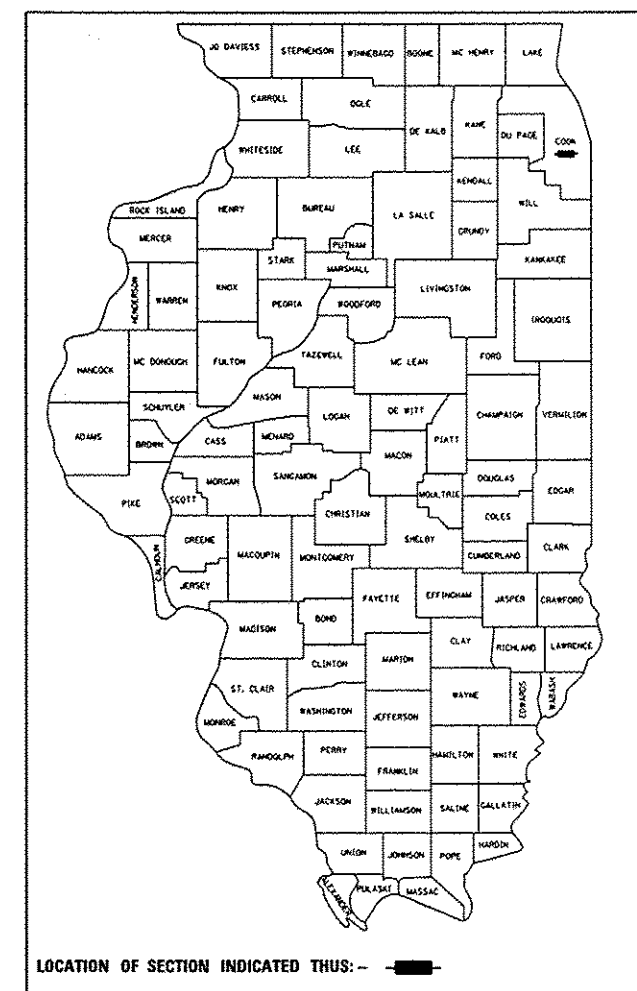 JO DAVIESS STEPHENSON WINNEBAGO BOONE MC HENRY LAKE
CARROLL OGLE DE KALB KANE DU PAGE COOK
WHITESIDE LEE
KENDALL WILL
ROCK ISLAND HENRY BUREAU LA SALLE GRUNDY
MERCER PUTNAM KANKAKEE
STARK MARSHALL
HENDERSON WARREN KNOX PEORIA WOODFORD LIVINGSTON IROQUOIS
HANCOCK MC DONOUGH FULTON TAZEWELL MC LEAN FORD
SCHUYLER MASON LOGAN DE WITT CHAMPAIGN VERMILION
ADAMS BROWN CASS MENARD MACON PIATT
MORGAN SANGAMON DOUGLAS
PIKE SCOTT CHRISTIAN MOULTRIE COLES EDGAR
GREENE MACOUPIN MONTGOMERY SHELBY CUMBERLAND CLARK
CALHOUN JERSEY
FAYETTE EFFINGHAM JASPER CRAWFORD
MADISON BOND
CLAY RICHLAND LAWRENCE
CLINTON MARION
ST. CLAIR WAYNE EDWARDS WABASH
WASHINGTON JEFFERSON
MONROE
RANDOLPH PERRY HAMILTON WHITE
FRANKLIN
JACKSON WILLIAMSON SALINE GALLATIN
HARDIN
UNION JOHNSON POPE
ALEXANDER PULASKI MASSAC
LOCATION OF SECTION INDICATED THUS: -